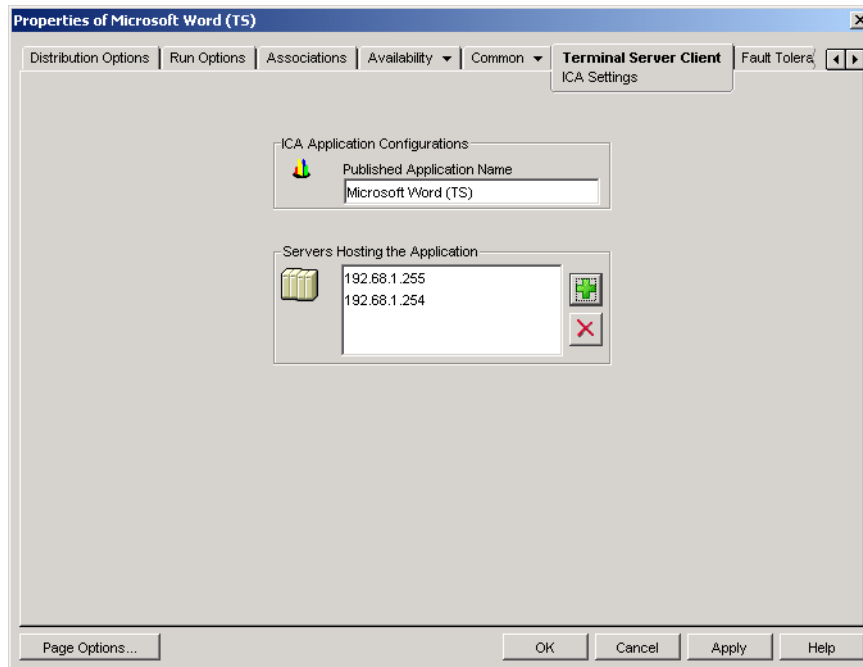 Properties of Microsoft Word (TS)
Distribution Options Run Options Associations Availability Common Terminal Server Client Fault Tolera
ICA Settings
ICA Application Configurations
Published Application Name
Microsoft Word (TS)
Servers Hosting the Application
192.68.1.255
192.68.1.254
Page Options... OK Cancel Apply Help